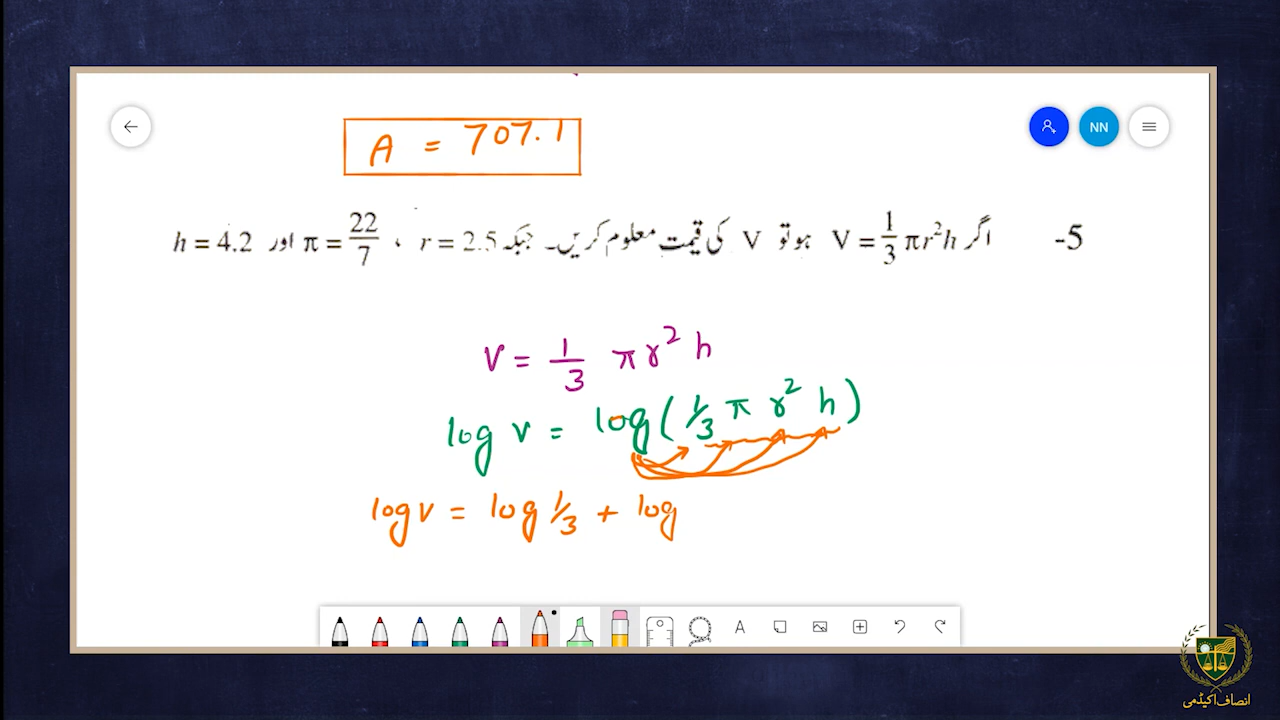 A = 707.1
NN
-5 اگر V = 1/3 πr²h ہو تو V کی قیمت معلوم کریں۔ جبکہ r = 2.5 ، π = 22/7 اور h = 4.2
V = 1/3 πr² h
log V = log(1/3 π r² h)
log V = log 1/3 + log
A
انصاف اکیڈمی